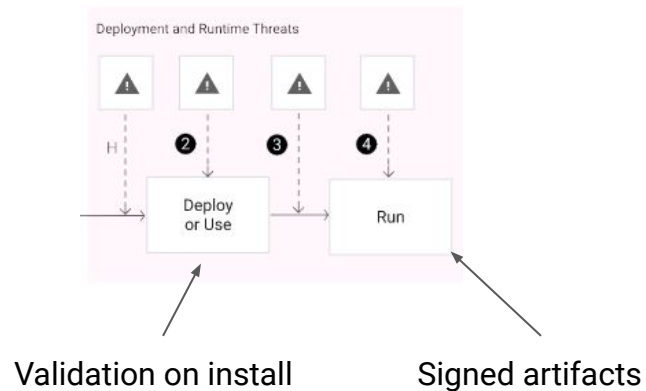 Deployment and Runtime Threats
H
2
3
4
Deploy
or Use
Run
Validation on install
Signed artifacts